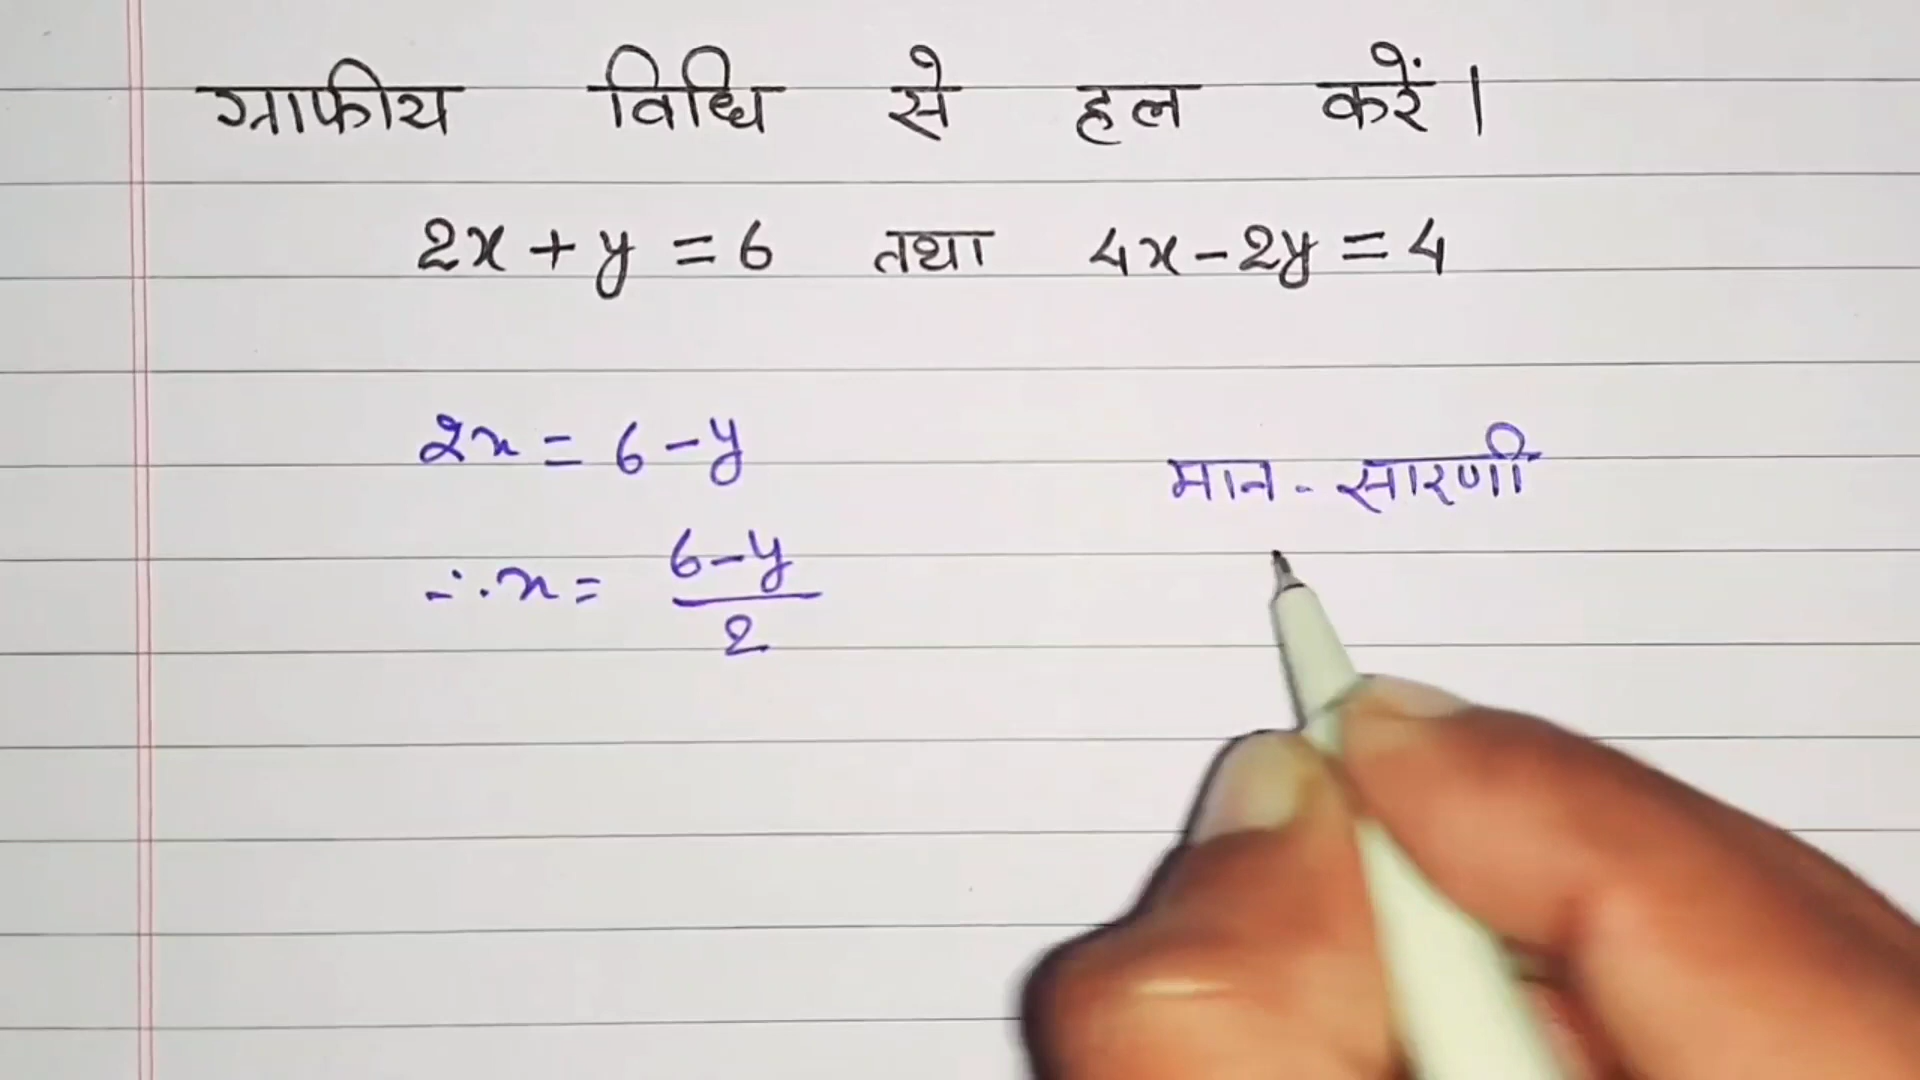 ग्राफीय विधि से हल करें।
2x + y = 6 तथा 4x - 2y = 4
2x = 6 - y
मान - सारणी
∴ x = (6 - y)/2